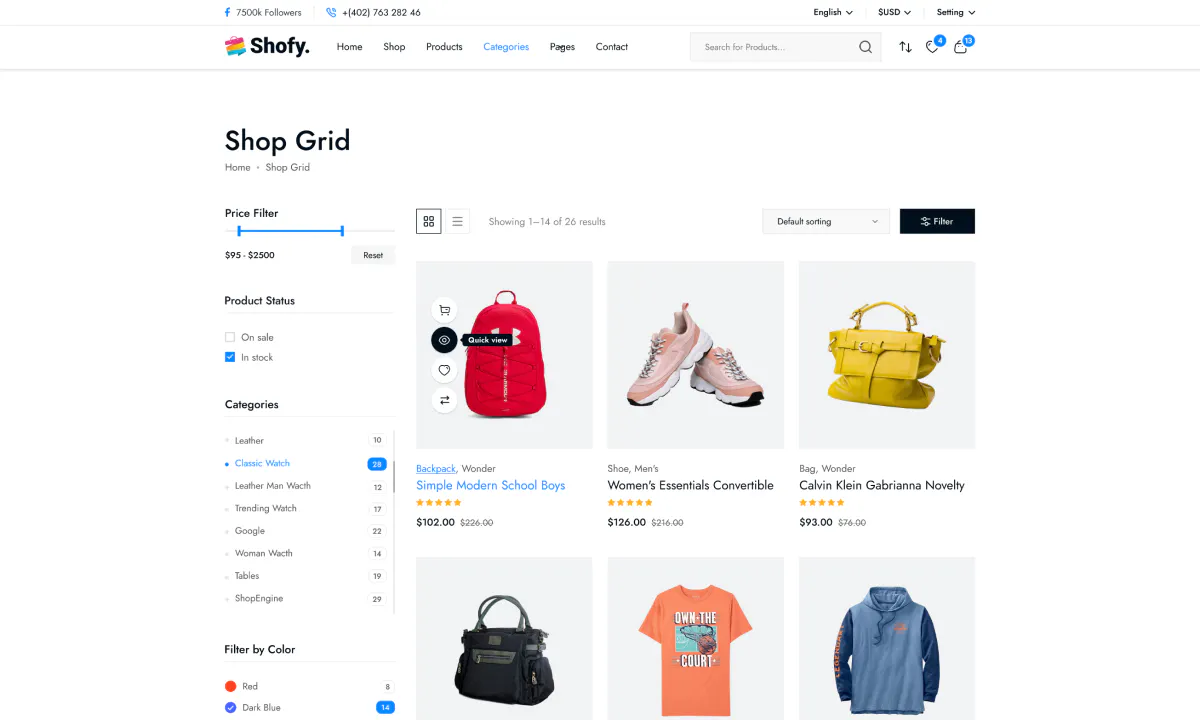 7500k Followers
+(402) 763 282 46
English
$USD
Setting
Shofy.
Home
Shop
Products
Categories
Pages
Contact
Search for Products...
4
13
Shop Grid
Home • Shop Grid
Price Filter
$95 - $2500
Reset
Product Status
On sale
In stock
Categories
Leather 10
Classic Watch 28
Leather Man Wacth 12
Trending Watch 17
Google 22
Woman Wacth 14
Tables 19
ShopEngine 29
Filter by Color
Red 8
Dark Blue 14
Showing 1–14 of 26 results
Default sorting
Filter
Quick view
Backpack, Wonder
Simple Modern School Boys
$102.00 $226.00
Shoe, Men's
Women's Essentials Convertible
$126.00 $216.00
Bag, Wonder
Calvin Klein Gabrianna Novelty
$93.00 $76.00
OWN THE
COURT